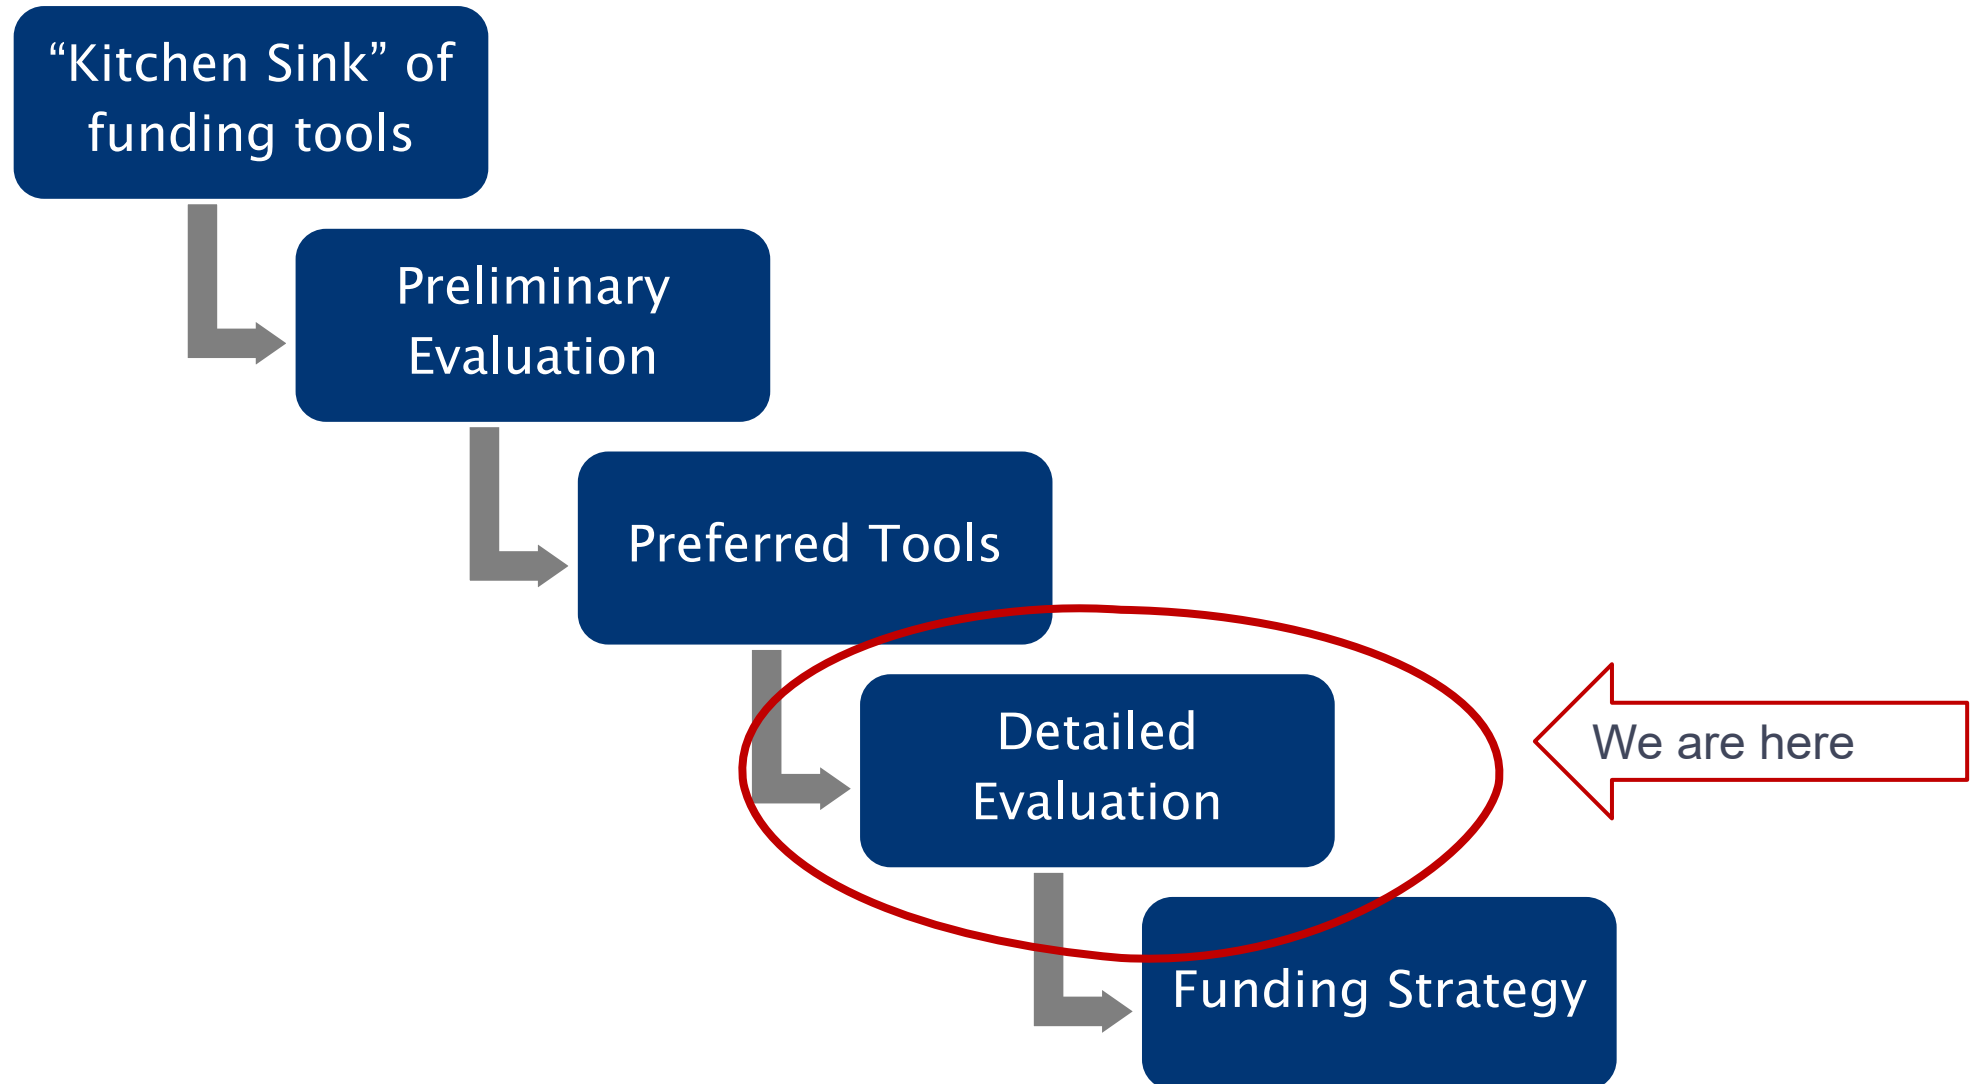 “Kitchen Sink” of
funding tools
Preliminary
Evaluation
Preferred Tools
Detailed
Evaluation
We are here
Funding Strategy